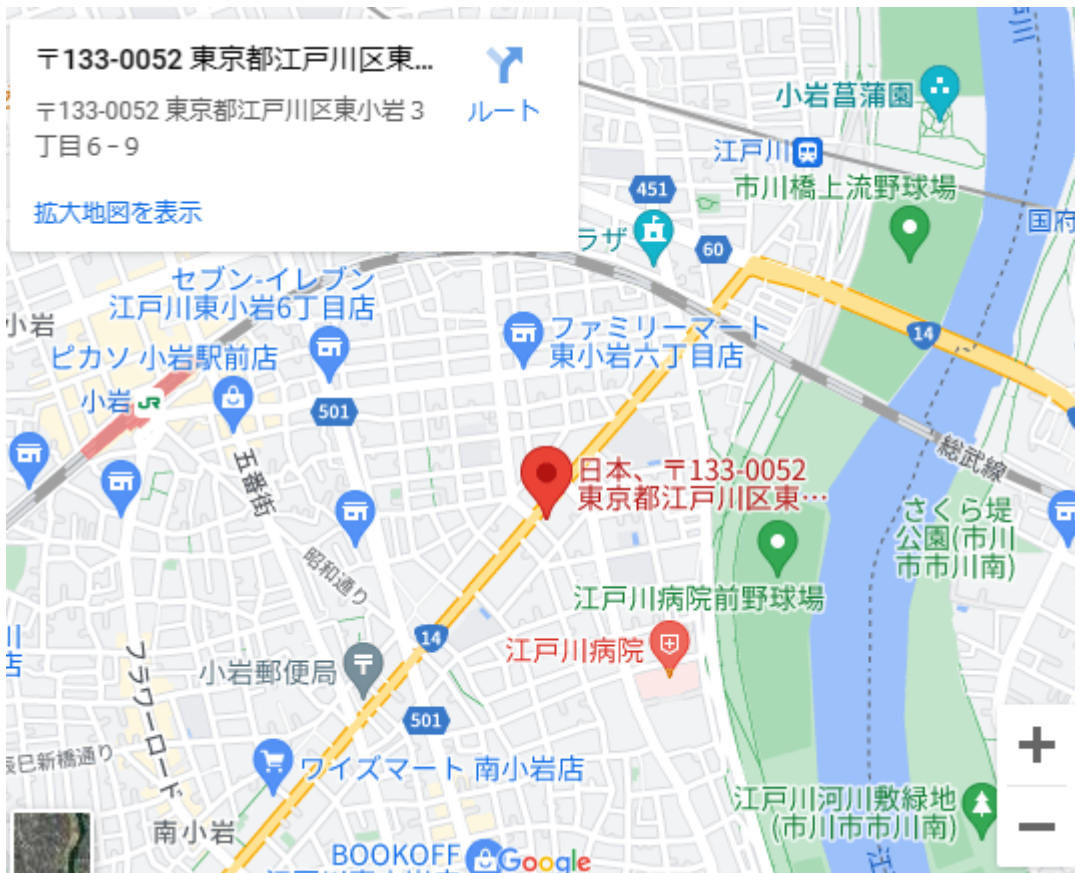 〒133-0052 東京都江戸川区東...
〒133-0052 東京都江戸川区東小岩3
丁目6-9
ルート
拡大地図を表示
小岩菖蒲園
江戸川
市川橋上流野球場
国府
451
ラザ
60
セブン-イレブン
江戸川東小岩6丁目店
小岩
ファミリーマート
東小岩六丁目店
14
ピカソ 小岩駅前店
小岩 JR
501
五番街
総武線
日本、〒133-0052
東京都江戸川区東…
さくら堤
公園(市川
市市川南)
昭和通り
江戸川病院前野球場
14
江戸川病院
小岩郵便局
川
店
フラワーロード
501
辰巳新橋通り
ワイズマート 南小岩店
江戸川河川敷緑地
(市川市市川南)
南小岩
BOOKOFF
Google
江